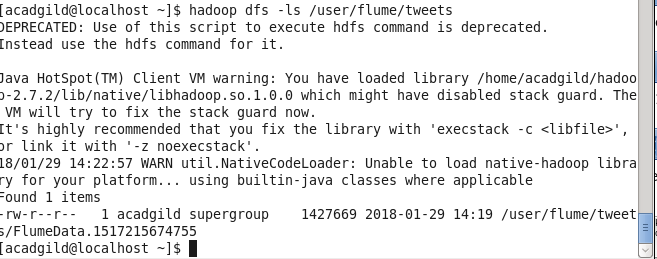 [acadgild@localhost ~]$ hadoop dfs -ls /user/flume/tweets
DEPRECATED: Use of this script to execute hdfs command is deprecated.
Instead use the hdfs command for it.
Java HotSpot(TM) Client VM warning: You have loaded library /home/acadgild/hadoo
p-2.7.2/lib/native/libhadoop.so.1.0.0 which might have disabled stack guard. The
 VM will try to fix the stack guard now.
It's highly recommended that you fix the library with 'execstack -c <libfile>',
or link it with '-z noexecstack'.
18/01/29 14:22:57 WARN util.NativeCodeLoader: Unable to load native-hadoop libra
ry for your platform... using builtin-java classes where applicable
Found 1 items
-rw-r--r--   1 acadgild supergroup    1427669 2018-01-29 14:19 /user/flume/tweet
s/FlumeData.1517215674755
[acadgild@localhost ~]$